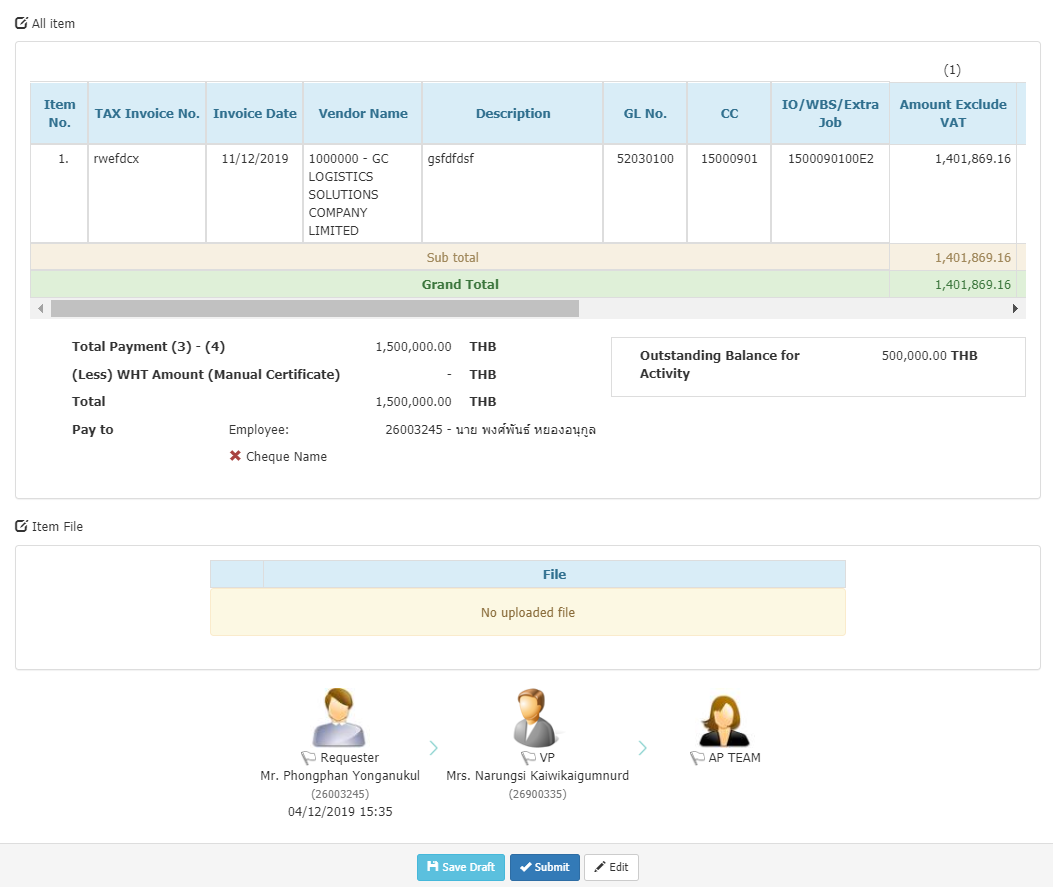 All item
(1)
Item No. TAX Invoice No. Invoice Date Vendor Name Description GL No. CC IO/WBS/Extra Job Amount Exclude VAT
1. rwefdcx 11/12/2019 1000000 - GC LOGISTICS SOLUTIONS COMPANY LIMITED gsfdfdsf 52030100 15000901 1500090100E2 1,401,869.16
Sub total 1,401,869.16
Grand Total 1,401,869.16
Total Payment (3) - (4) 1,500,000.00 THB
(Less) WHT Amount (Manual Certificate) - THB
Total 1,500,000.00 THB
Pay to Employee: 26003245 - นาย พงศ์พันธ์ หยองอนุกูล
Cheque Name
Outstanding Balance for Activity 500,000.00 THB
Item File
File
No uploaded file
Requester
Mr. Phongphan Yonganukul
(26003245)
04/12/2019 15:35
VP
Mrs. Narungsi Kaiwikaigumnurd
(26900335)
AP TEAM
Save Draft Submit Edit